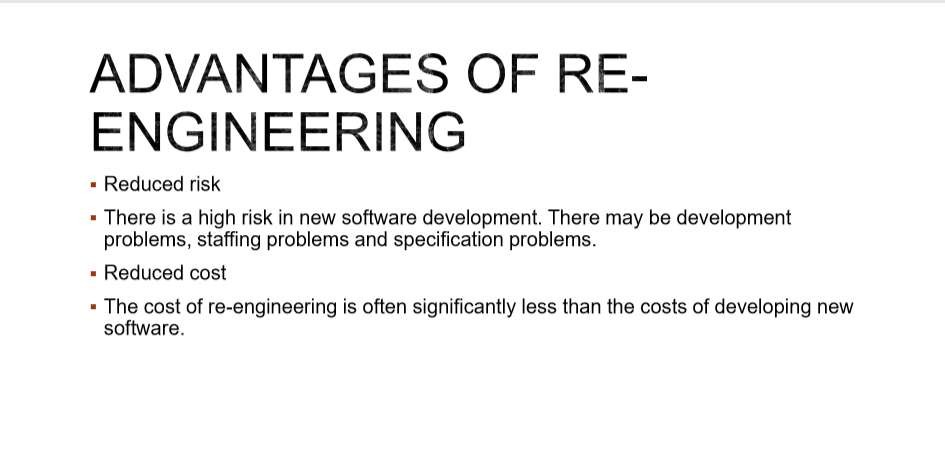 ADVANTAGES OF RE-
ENGINEERING
▪ Reduced risk
▪ There is a high risk in new software development. There may be development
problems, staffing problems and specification problems.
▪ Reduced cost
▪ The cost of re-engineering is often significantly less than the costs of developing new
software.